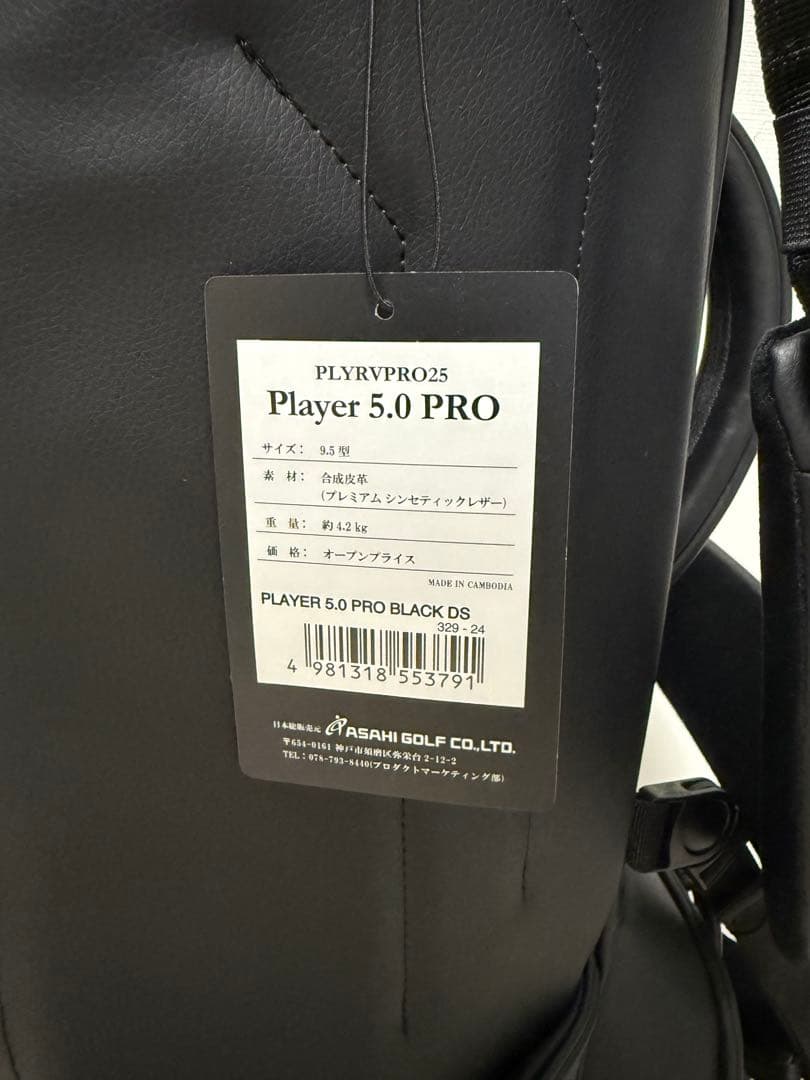 PLYRVPRO25
Player 5.0 PRO
サイズ： 9.5型
素 材： 合成皮革
(プレミアム シンセティックレザー)
重 量： 約4.2kg
価 格： オープンプライス
MADE IN CAMBODIA
PLAYER 5.0 PRO BLACK DS
329 - 24
4 981318 553791
日本総販売元 ASAHI GOLF CO.,LTD.
〒654-0161 神戸市須磨区弥栄台2-12-2
TEL：078-793-8440(プロダクトマーケティング部)